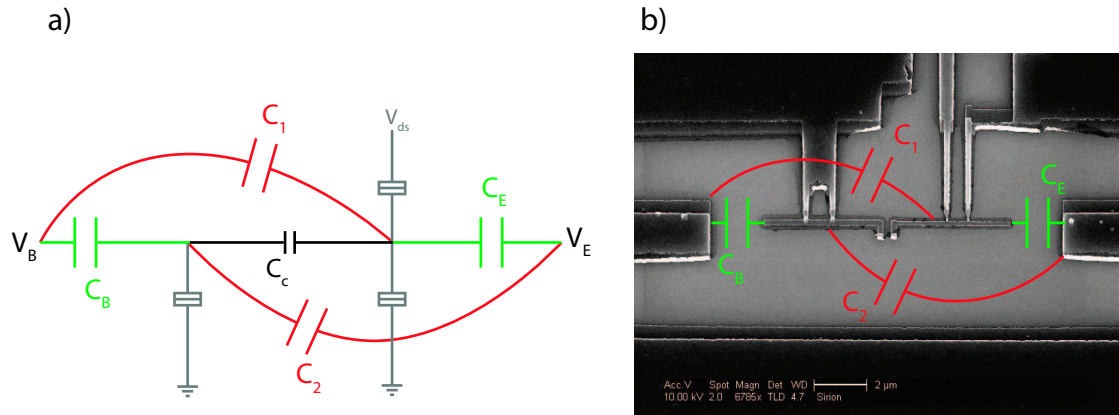 a)
b)
C1
Vds
CE
VB
CB
Cc
VE
C2
C1
CE
CB
C2
Acc.V Spot Magn Det WD 2 µm
10.00 kV 2.0 6785x TLD 4.7 Sirion